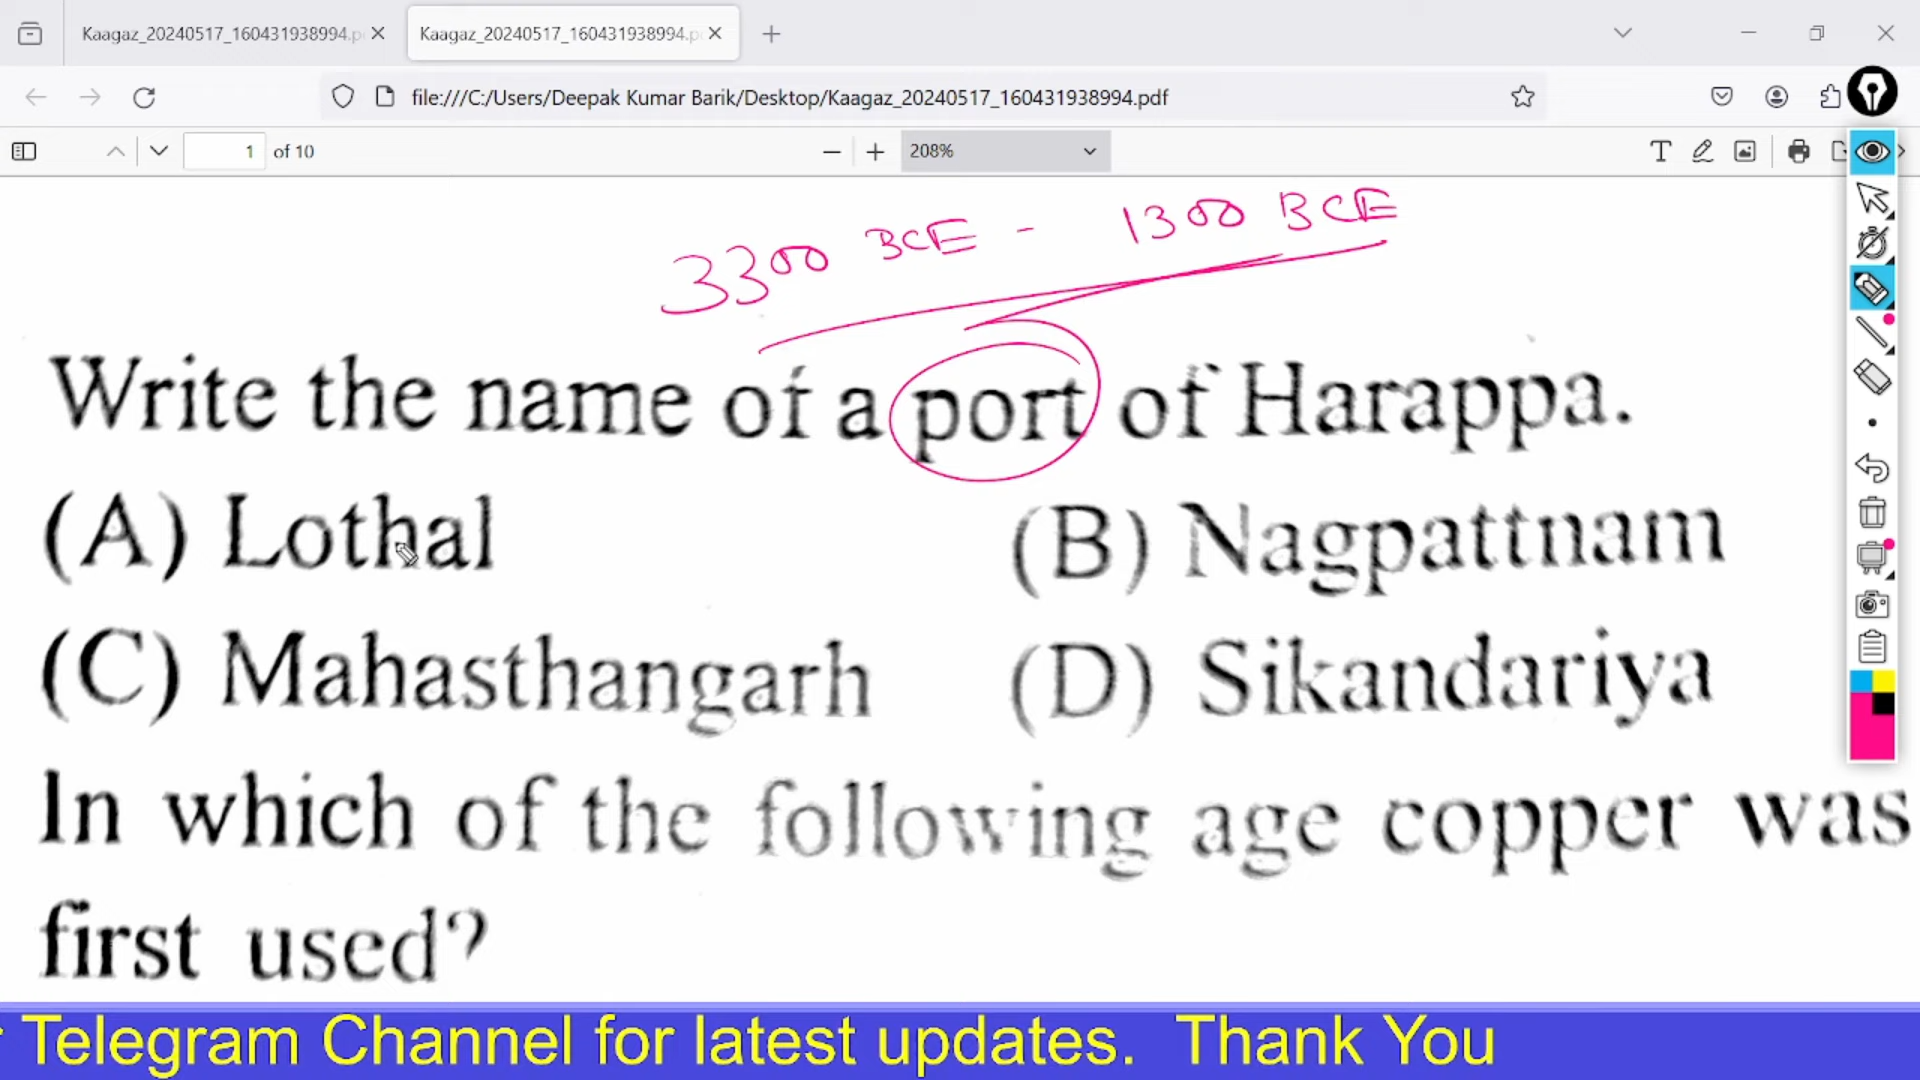 Kaagaz_20240517_160431938994.p
Kaagaz_20240517_160431938994.p
file:///C:/Users/Deepak Kumar Barik/Desktop/Kaagaz_20240517_160431938994.pdf
1 of 10
208%
3300 BCE - 1300 BCE
Write the name of a port of Harappa.
(A) Lothal (B) Nagpattnam
(C) Mahasthangarh (D) Sikandariya
In which of the following age copper was
first used?
Telegram Channel for latest updates. Thank You